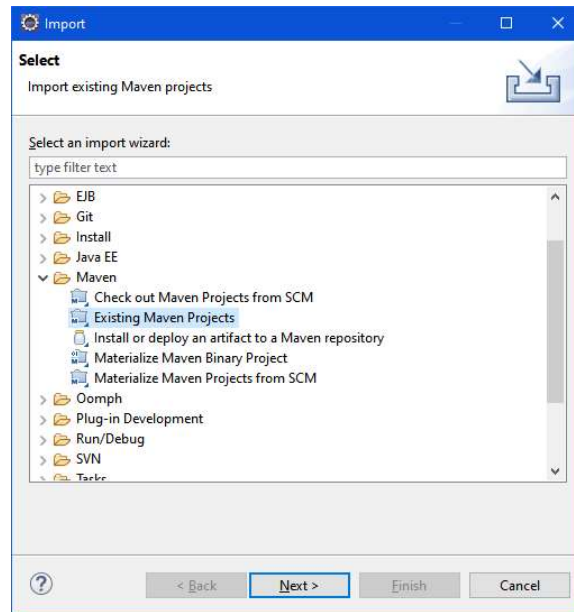 Import
Select
Import existing Maven projects
Select an import wizard:
type filter text
EJB
Git
Install
Java EE
Maven
Check out Maven Projects from SCM
Existing Maven Projects
Install or deploy an artifact to a Maven repository
Materialize Maven Binary Project
Materialize Maven Projects from SCM
Oomph
Plug-in Development
Run/Debug
SVN
Tasks
? < Back Next > Finish Cancel